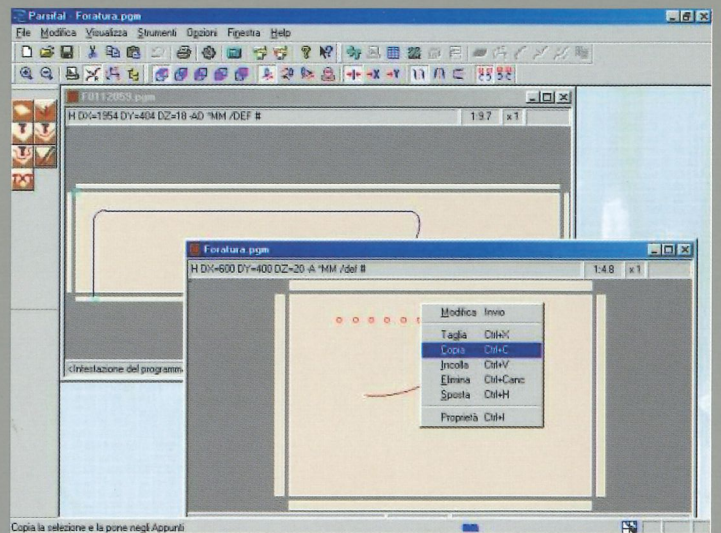 Parsifal - Foratura.pgm
File Modifica Visualizza Strumenti Opzioni Finestra Help
T0112059.pgm
H DX=1954 DY=404 DZ=18 -AD *MM /DEF # 1:9.7 x1
Foratura.pgm
H DX=600 DY=400 DZ=20 -A *MM /def # 1:4.8 x1
Modifica Invio
Taglia Ctrl+X
Copia Ctrl+C
Incolla Ctrl+V
Elimina Ctrl+Canc
Sposta Ctrl+H
Proprietà Ctrl+I
<Intestazione del programm
Copia la selezione e la pone negli Appunti